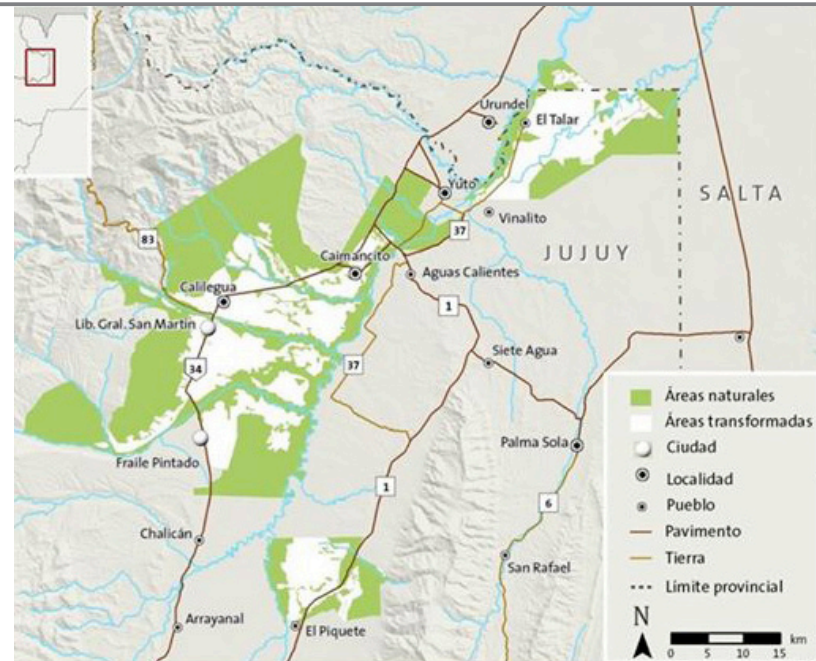 Urundel
El Talar
Yuto
SALTA
Vinalito
37
83
JUJUY
Caimancito
Aguas Calientes
Calilegua
1
Lib. Gral. San Martin
Siete Agua
37
34
Áreas naturales
Áreas transformadas
Ciudad
Localidad
Pueblo
Pavimento
Tierra
Límite provincial
N
0 5 10 15 km
Palma Sola
Fraile Pintado
1
6
Chalicán
San Rafael
Arrayanal
El Piquete